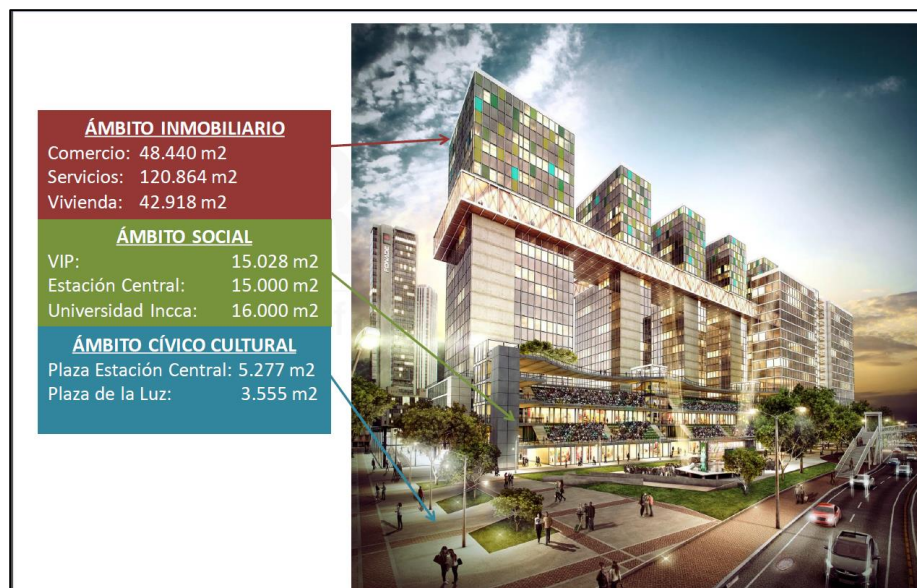 ÁMBITO INMOBILIARIO
Comercio: 48.440 m2
Servicios: 120.864 m2
Vivienda: 42.918 m2
ÁMBITO SOCIAL
VIP: 15.028 m2
Estación Central: 15.000 m2
Universidad Incca: 16.000 m2
ÁMBITO CÍVICO CULTURAL
Plaza Estación Central: 5.277 m2
Plaza de la Luz: 3.555 m2
FONADE